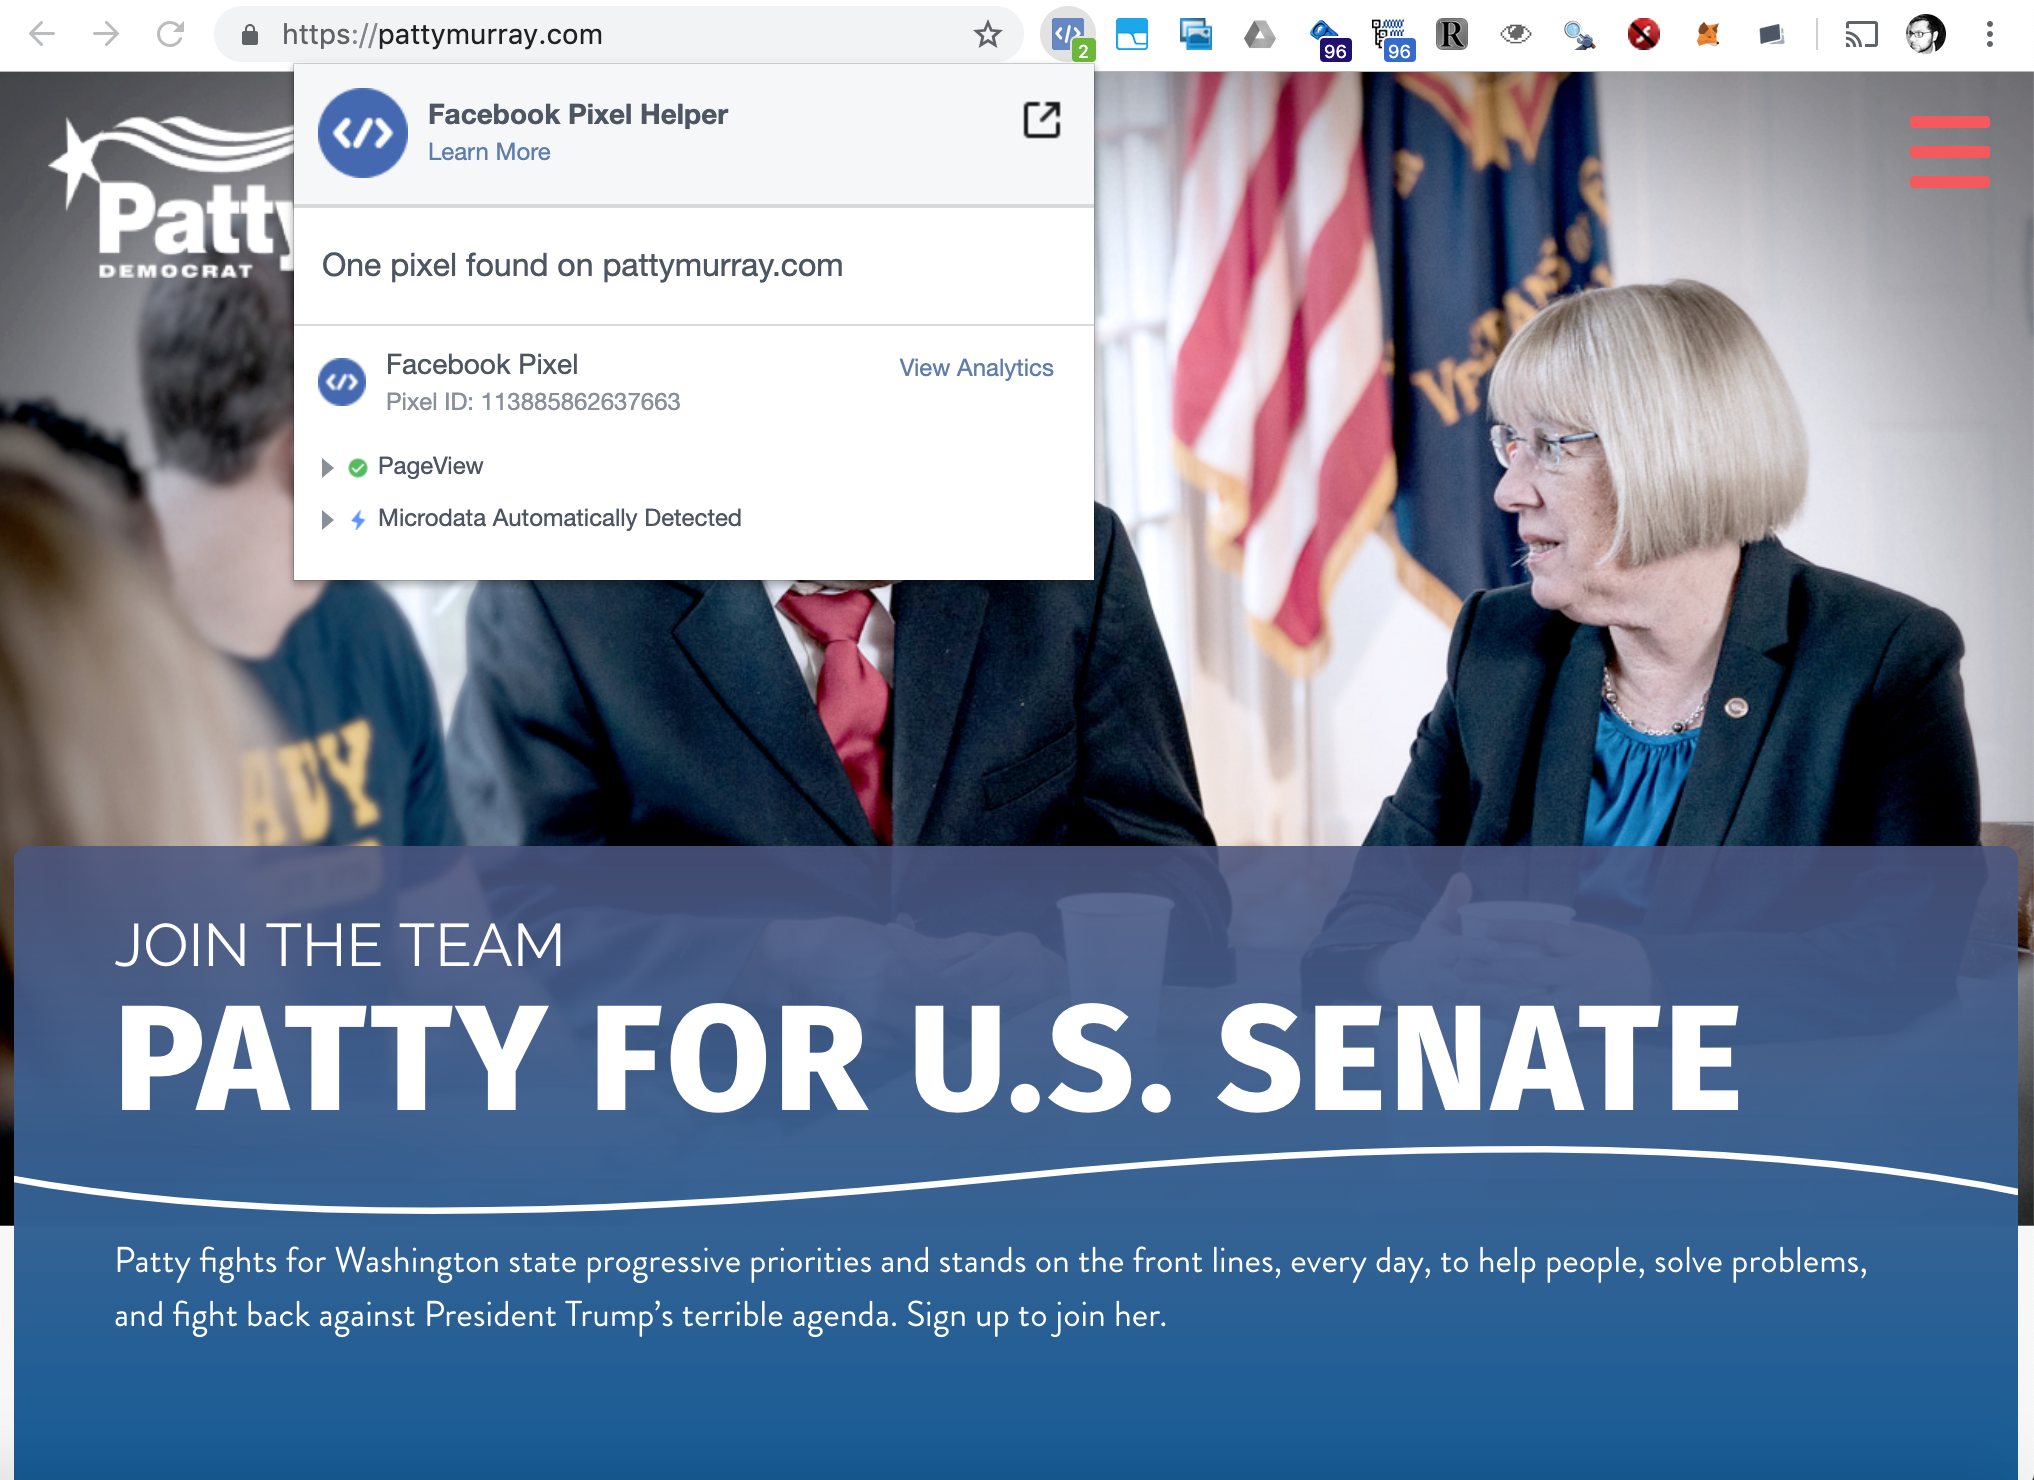 https://pattymurray.com
2
96
96
R
Patty
DEMOCRAT
Facebook Pixel Helper
Learn More
One pixel found on pattymurray.com
Facebook Pixel
View Analytics
Pixel ID: 113885862637663
PageView
Microdata Automatically Detected
JOIN THE TEAM
PATTY FOR U.S. SENATE
Patty fights for Washington state progressive priorities and stands on the front lines, every day, to help people, solve problems,
and fight back against President Trump's terrible agenda. Sign up to join her.